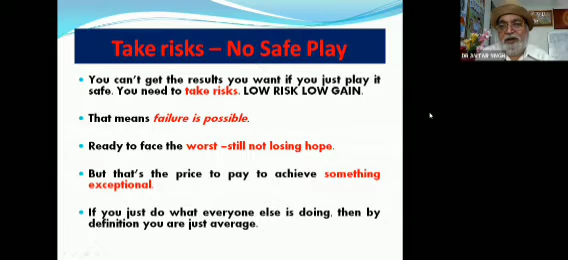 Take risks – No Safe Play
• You can't get the results you want if you just play it
safe. You need to take risks. LOW RISK LOW GAIN.
• That means failure is possible.
• Ready to face the worst –still not losing hope.
• But that's the price to pay to achieve something
exceptional.
• If you just do what everyone else is doing, then by
definition you are just average.